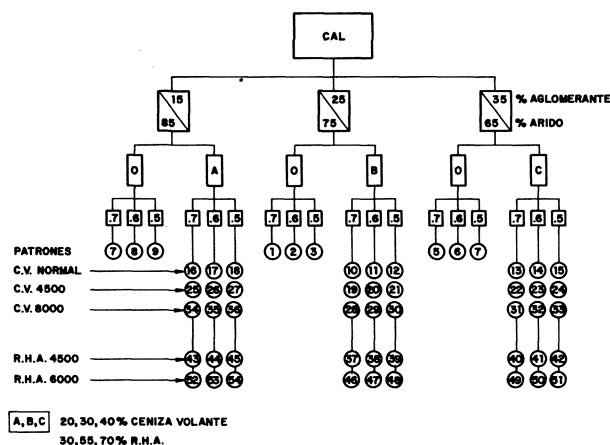 CAL
15 25 35 % AGLOMERANTE
85 75 65 % ARIDO
O A O B O C
.7 .6 .5 .7 .6 .5 .7 .6 .5 .7 .6 .5 .7 .6 .5 .7 .6 .5
PATRONES 7 8 9 1 2 3 5 6 7
C.V. NORMAL 16 17 18 10 11 12 13 14 15
C.V. 4500 25 26 27 19 20 21 22 23 24
C.V. 8000 34 35 36 28 29 30 31 32 33
R.H.A. 4500 43 44 45 37 38 39 40 41 42
R.H.A. 6000 52 53 54 46 47 48 49 50 51
A, B, C 20, 30, 40% CENIZA VOLANTE
30, 55, 70% R.H.A.